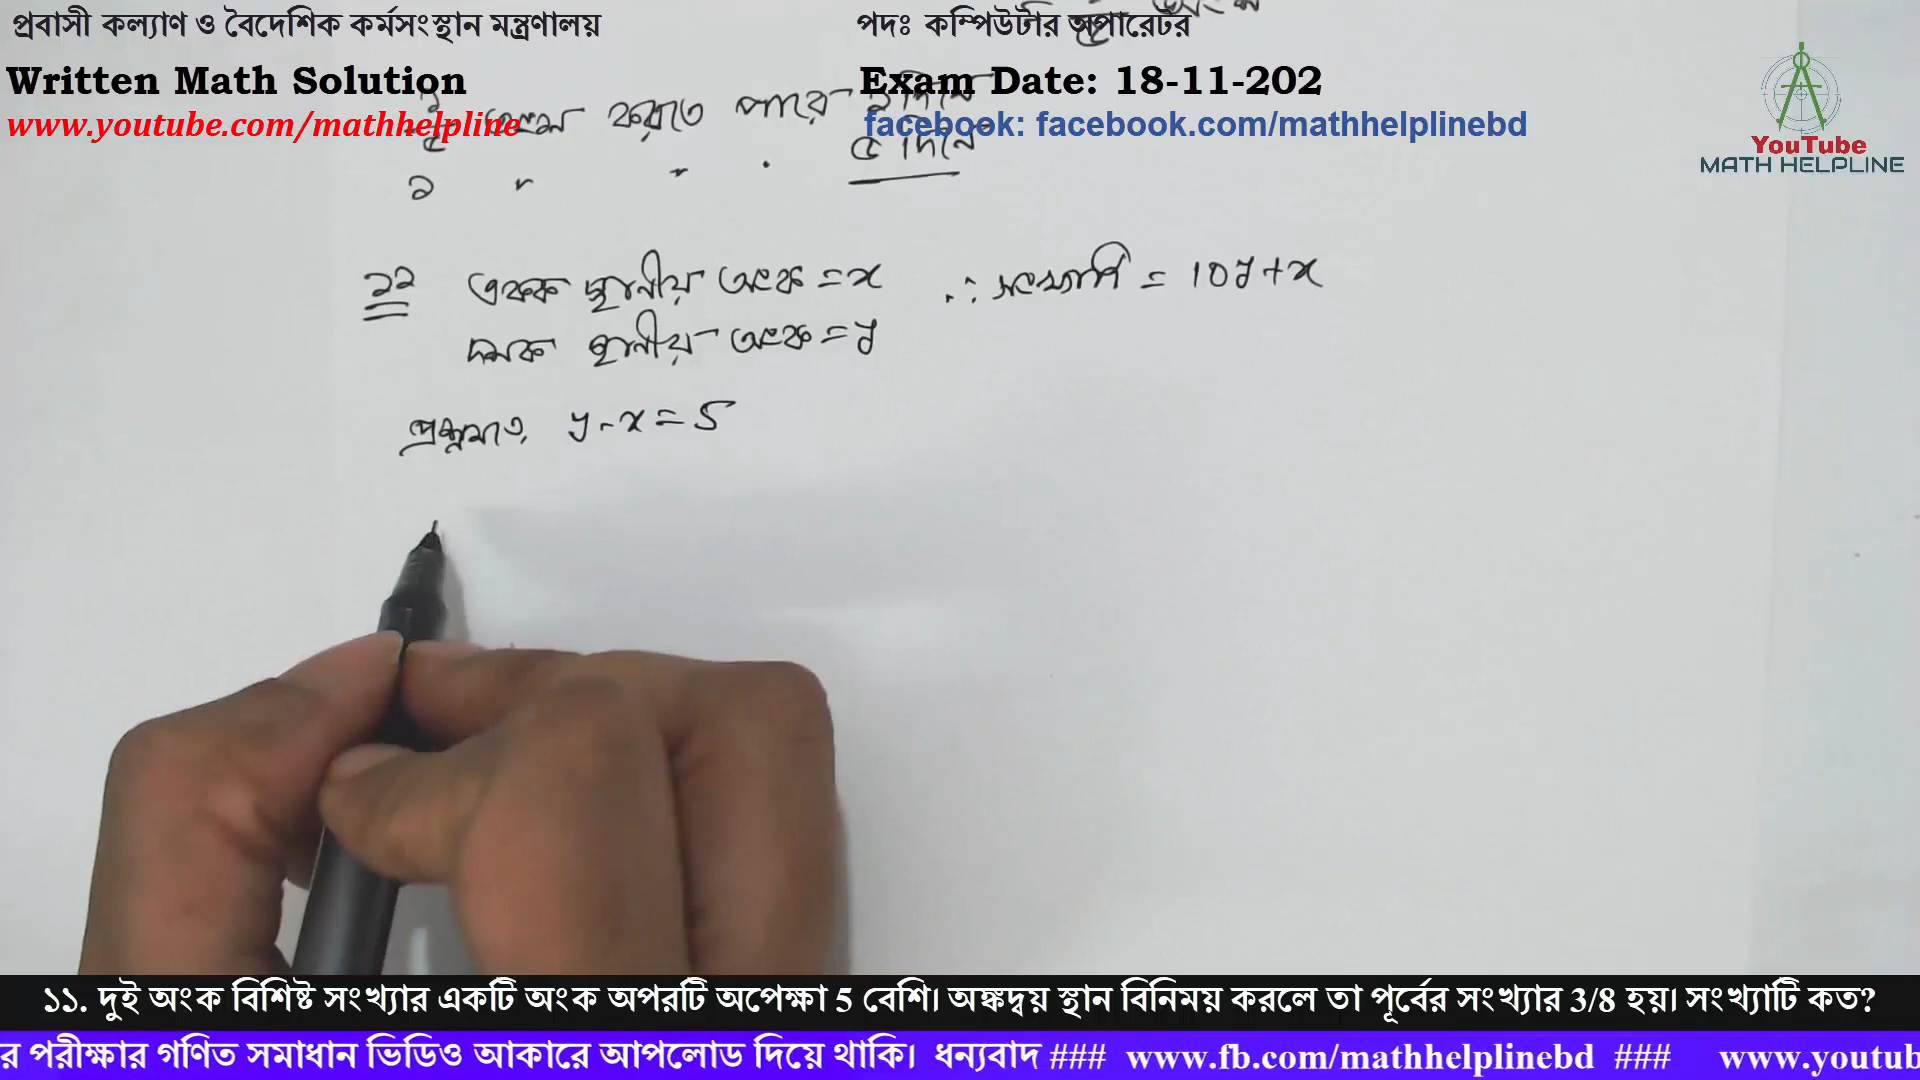 প্রবাসী কল্যাণ ও বৈদেশিক কর্মসংস্থান মন্ত্রণালয়
পদঃ কম্পিউটার অপারেটর
Written Math Solution
Exam Date: 18-11-202
www.youtube.com/mathhelpline
facebook: facebook.com/mathhelplinebd
YouTube
MATH HELPLINE
করতে পারে
৫ দিনে
১ " " "
১১ একক স্থানীয় অংক = x ∴ সংখ্যাটি = 10y+x
দশক স্থানীয় অংক = y
প্রশ্নমতে, y - x = 5
১১. দুই অংক বিশিষ্ট সংখ্যার একটি অংক অপরটি অপেক্ষা 5 বেশি। অঙ্কদ্বয় স্থান বিনিময় করলে তা পূর্বের সংখ্যার 3/8 হয়। সংখ্যাটি কত?
র পরীক্ষার গণিত সমাধান ভিডিও আকারে আপলোড দিয়ে থাকি। ধন্যবাদ ### www.fb.com/mathhelplinebd ### www.youtub